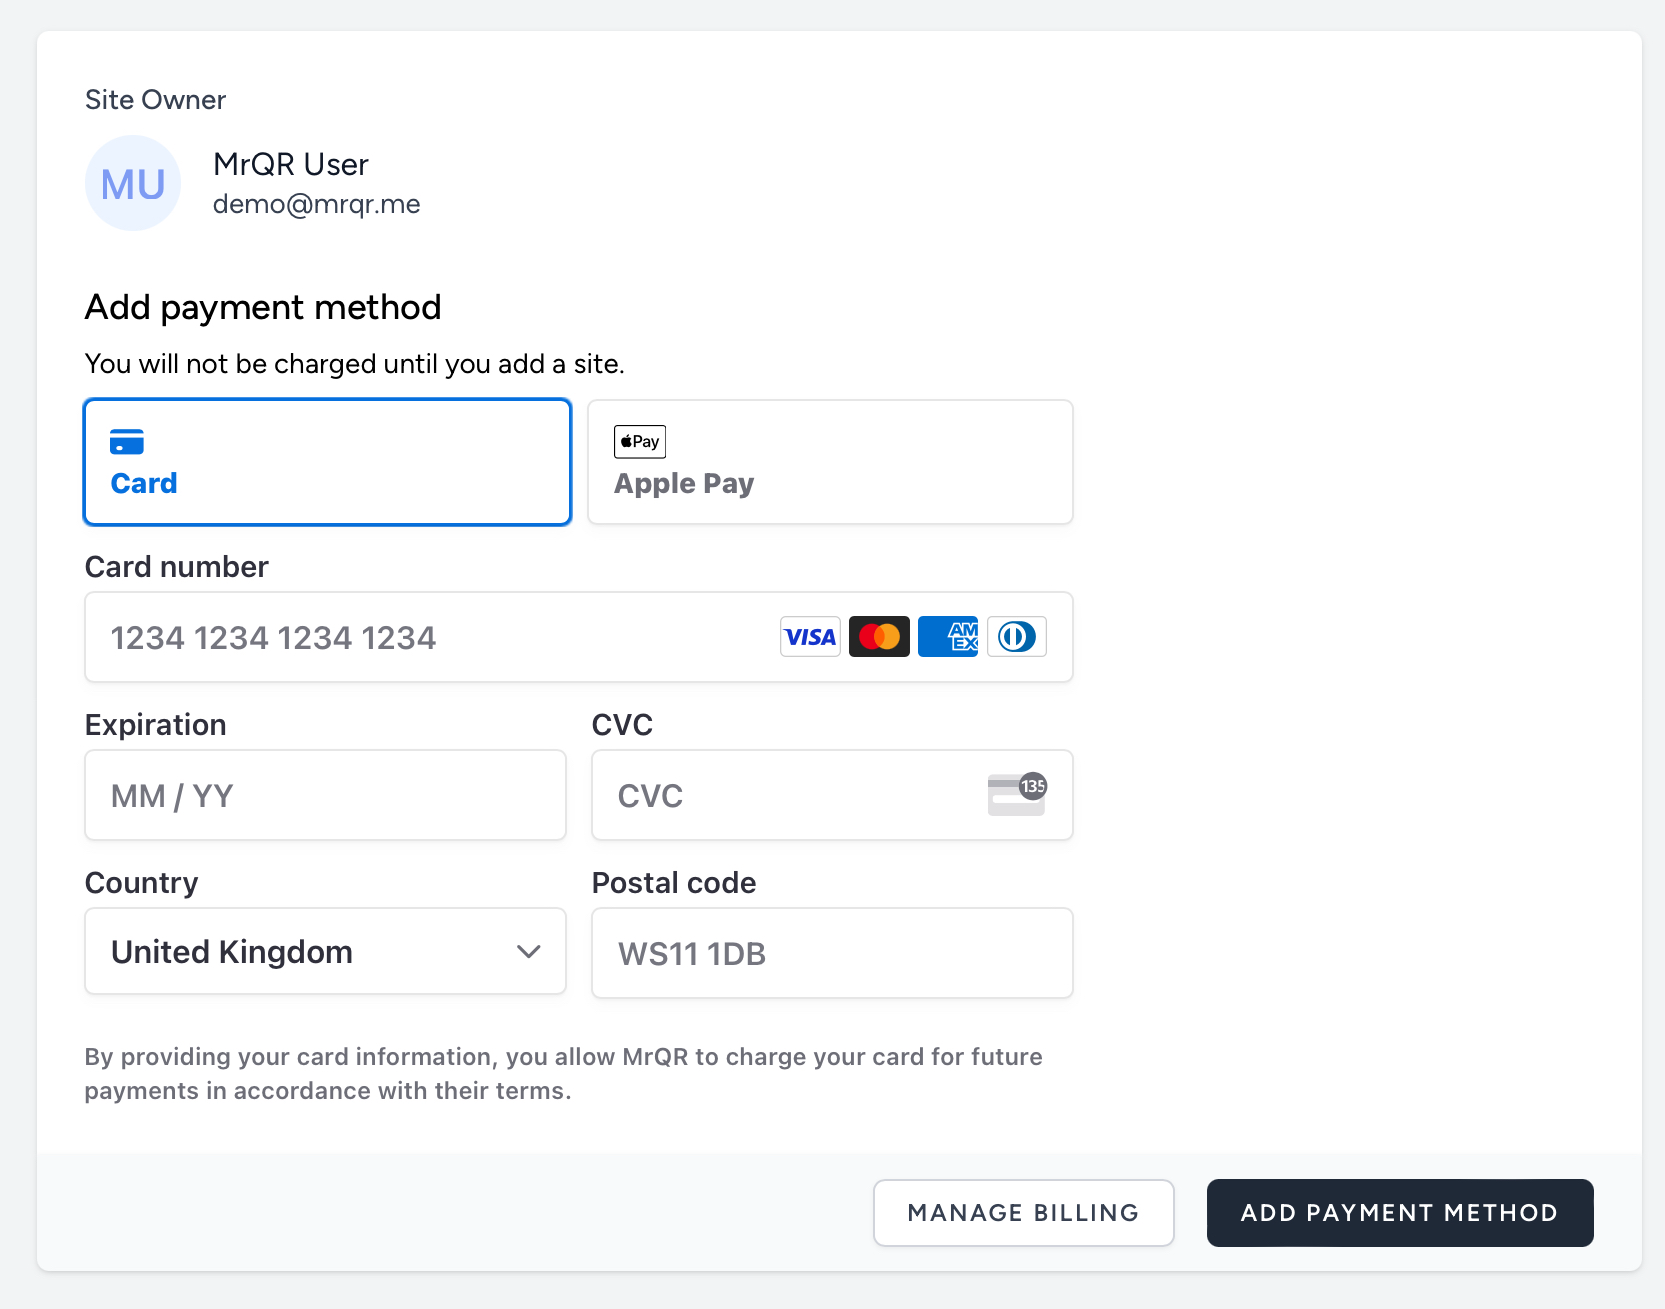 Site Owner
MU
MrQR User
demo@mrqr.me
Add payment method
You will not be charged until you add a site.
Card
Pay
Apple Pay
Card number
1234 1234 1234 1234
VISA
AM
EX
Expiration
CVC
MM / YY
CVC
135
Country
Postal code
United Kingdom
WS11 1DB
By providing your card information, you allow MrQR to charge your card for future
payments in accordance with their terms.
MANAGE BILLING
ADD PAYMENT METHOD